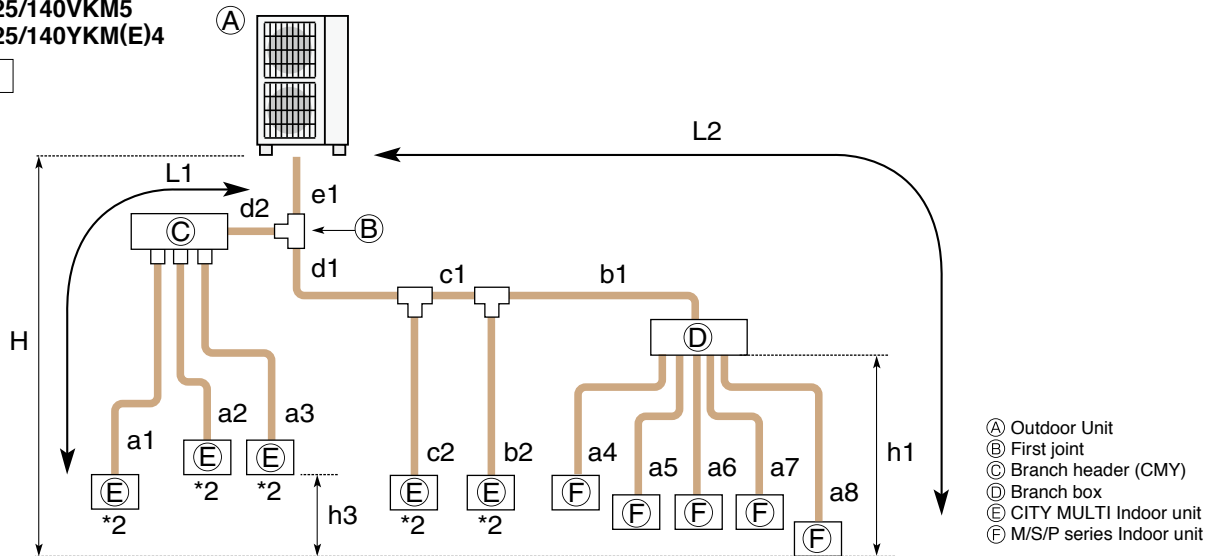 25/140VKM5
25/140YKM(E)4
Ⓐ
L2
L1
e1
d2
Ⓑ
Ⓒ
d1
c1
b1
H
Ⓓ
a1
a2
a3
c2
b2
a4
a5
a6
a7
a8
h1
Ⓔ
Ⓔ
Ⓔ
*2
*2
*2
h3
Ⓔ
Ⓔ
*2
*2
Ⓕ
Ⓕ
Ⓕ
Ⓕ
Ⓕ
Ⓐ Outdoor Unit
Ⓑ First joint
Ⓒ Branch header (CMY)
Ⓓ Branch box
Ⓔ CITY MULTI Indoor unit
Ⓕ M/S/P series Indoor unit